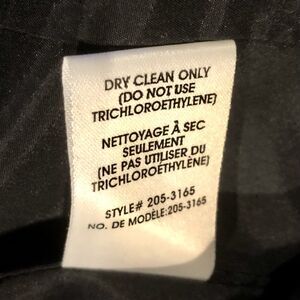 DRY CLEAN ONLY
(DO NOT USE
TRICHLOROETHYLENE)
NETTOYAGE À SEC
SEULEMENT
(NE PAS UTILISER DU
TRICHLOROÉTHYLÈNE)
STYLE# 205-3165
NO. DE MODÈLE:205-3165